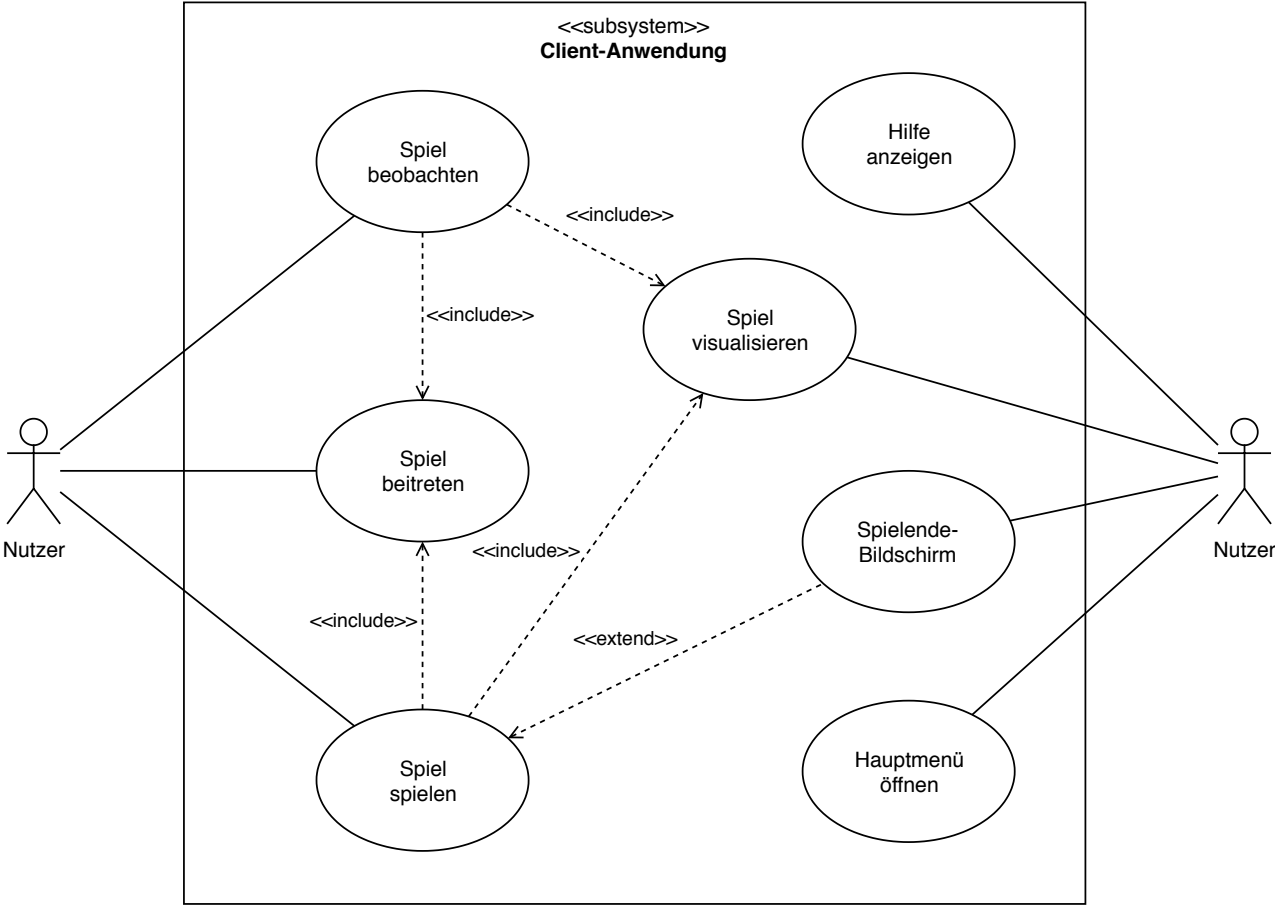 <<subsystem>>
Client-Anwendung
Spiel
beobachten
Hilfe
anzeigen
<<include>>
<<include>>
Spiel
visualisieren
Spiel
beitreten
Nutzer
Nutzer
<<include>>
Spielende-
Bildschirm
<<include>>
<<extend>>
Spiel
spielen
Hauptmenü
öffnen